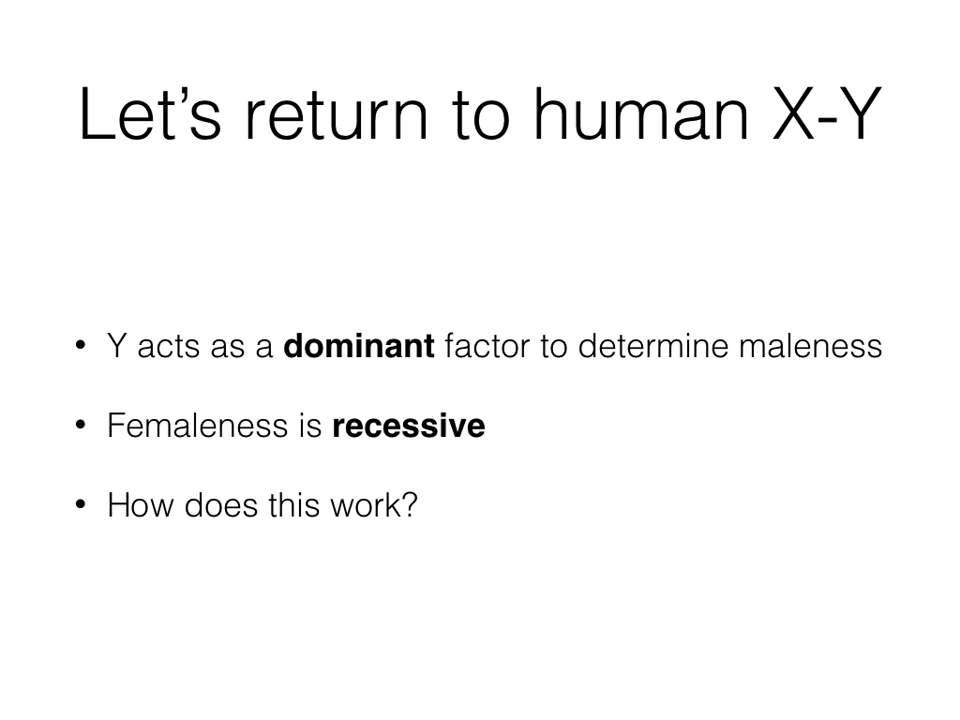 Let’s return to human X-Y
• Y acts as a dominant factor to determine maleness
• Femaleness is recessive
• How does this work?